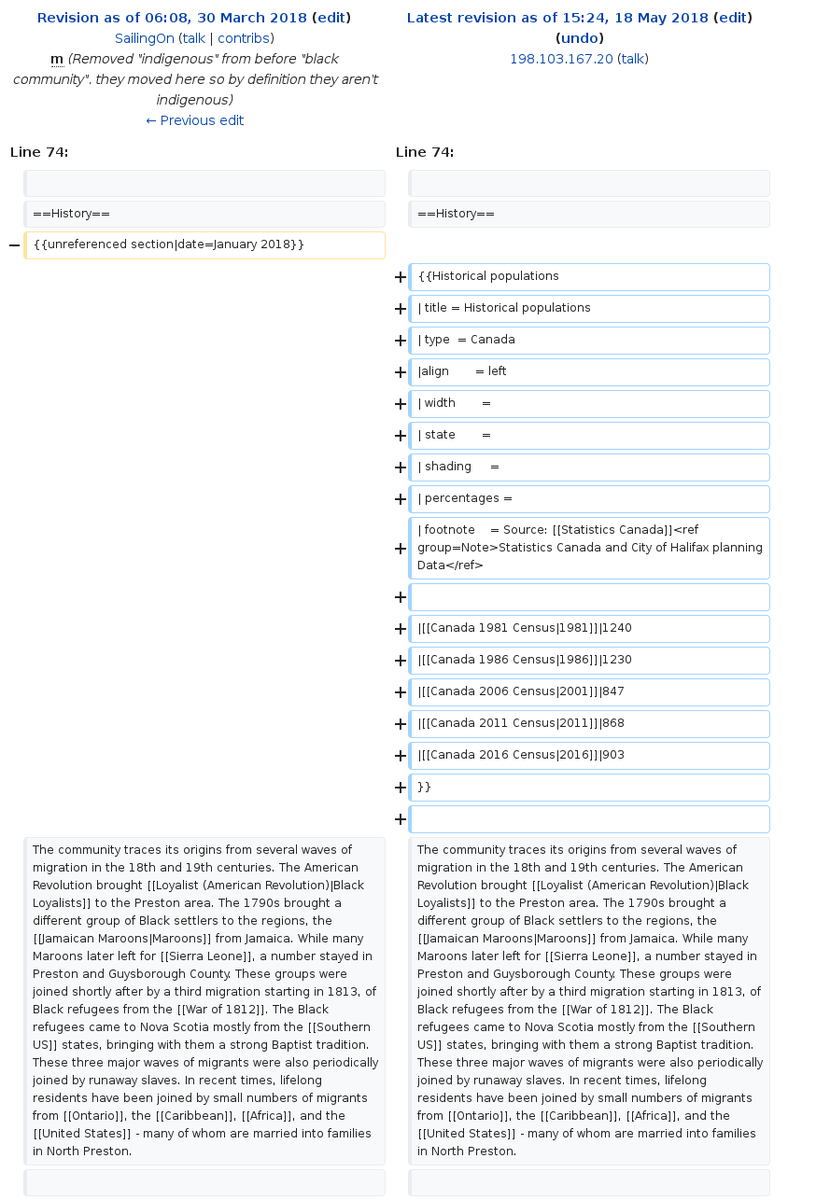 Revision as of 06:08, 30 March 2018 (edit)
SailingOn (talk | contribs)
m (Removed "indigenous" from before "black
community". they moved here so by definition they aren't
indigenous)
← Previous edit
Latest revision as of 15:24, 18 May 2018 (edit)
(undo)
198.103.167.20 (talk)
Line 74:
Line 74:
==History==
==History==
− {{unreferenced section|date=January 2018}}
+ {{Historical populations
+ | title = Historical populations
+ | type  = Canada
+ |align       = left
+ | width       =
+ | state       =
+ | shading     =
+ | percentages =
+ | footnote    = Source: [[Statistics Canada]]<ref
group=Note>Statistics Canada and City of Halifax planning
Data</ref>
+
+ |[[Canada 1981 Census|1981]]|1240
+ |[[Canada 1986 Census|1986]]|1230
+ |[[Canada 2006 Census|2001]]|847
+ |[[Canada 2011 Census|2011]]|868
+ |[[Canada 2016 Census|2016]]|903
+ }}
+
The community traces its origins from several waves of
migration in the 18th and 19th centuries. The American
Revolution brought [[Loyalist (American Revolution)|Black
Loyalists]] to the Preston area. The 1790s brought a
different group of Black settlers to the regions, the
[[Jamaican Maroons|Maroons]] from Jamaica. While many
Maroons later left for [[Sierra Leone]], a number stayed in
Preston and Guysborough County. These groups were
joined shortly after by a third migration starting in 1813, of
Black refugees from the [[War of 1812]]. The Black
refugees came to Nova Scotia mostly from the [[Southern
US]] states, bringing with them a strong Baptist tradition.
These three major waves of migrants were also periodically
joined by runaway slaves. In recent times, lifelong
residents have been joined by small numbers of migrants
from [[Ontario]], the [[Caribbean]], [[Africa]], and the
[[United States]] - many of whom are married into families
in North Preston.
The community traces its origins from several waves of
migration in the 18th and 19th centuries. The American
Revolution brought [[Loyalist (American Revolution)|Black
Loyalists]] to the Preston area. The 1790s brought a
different group of Black settlers to the regions, the
[[Jamaican Maroons|Maroons]] from Jamaica. While many
Maroons later left for [[Sierra Leone]], a number stayed in
Preston and Guysborough County. These groups were
joined shortly after by a third migration starting in 1813, of
Black refugees from the [[War of 1812]]. The Black
refugees came to Nova Scotia mostly from the [[Southern
US]] states, bringing with them a strong Baptist tradition.
These three major waves of migrants were also periodically
joined by runaway slaves. In recent times, lifelong
residents have been joined by small numbers of migrants
from [[Ontario]], the [[Caribbean]], [[Africa]], and the
[[United States]] - many of whom are married into families
in North Preston.